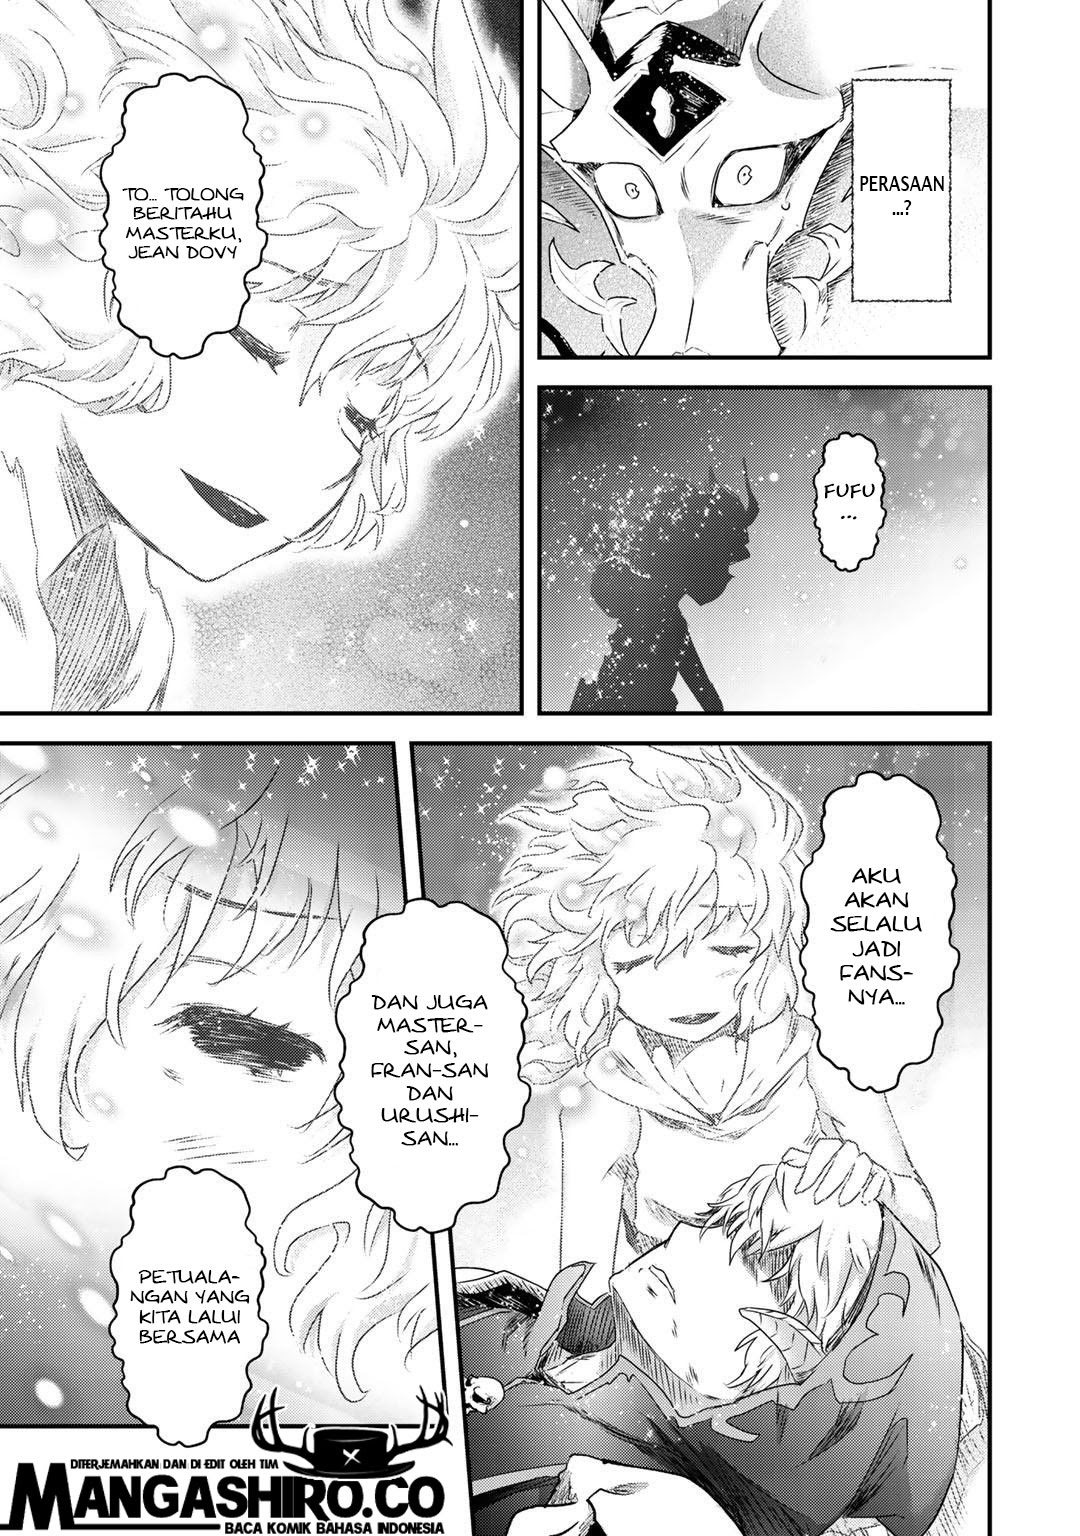 PERASAAN
...?
FUFU
...
TO... TOLONG
BERITAHU
MASTERKU,
JEAN DOVY
AKU
AKAN
SELALU
JADI
FANS-
NYA...
DAN JUGA
MASTER-
SAN,
FRAN-SAN
DAN
URUSHI-
SAN...
PETUALA-
NGAN YANG
KITA LALUI
BERSAMA
DITERJEMAHKAN DAN DI EDIT OLEH TIM
MANGASHIRO.CO
BACA KOMIK BAHASA INDONESIA